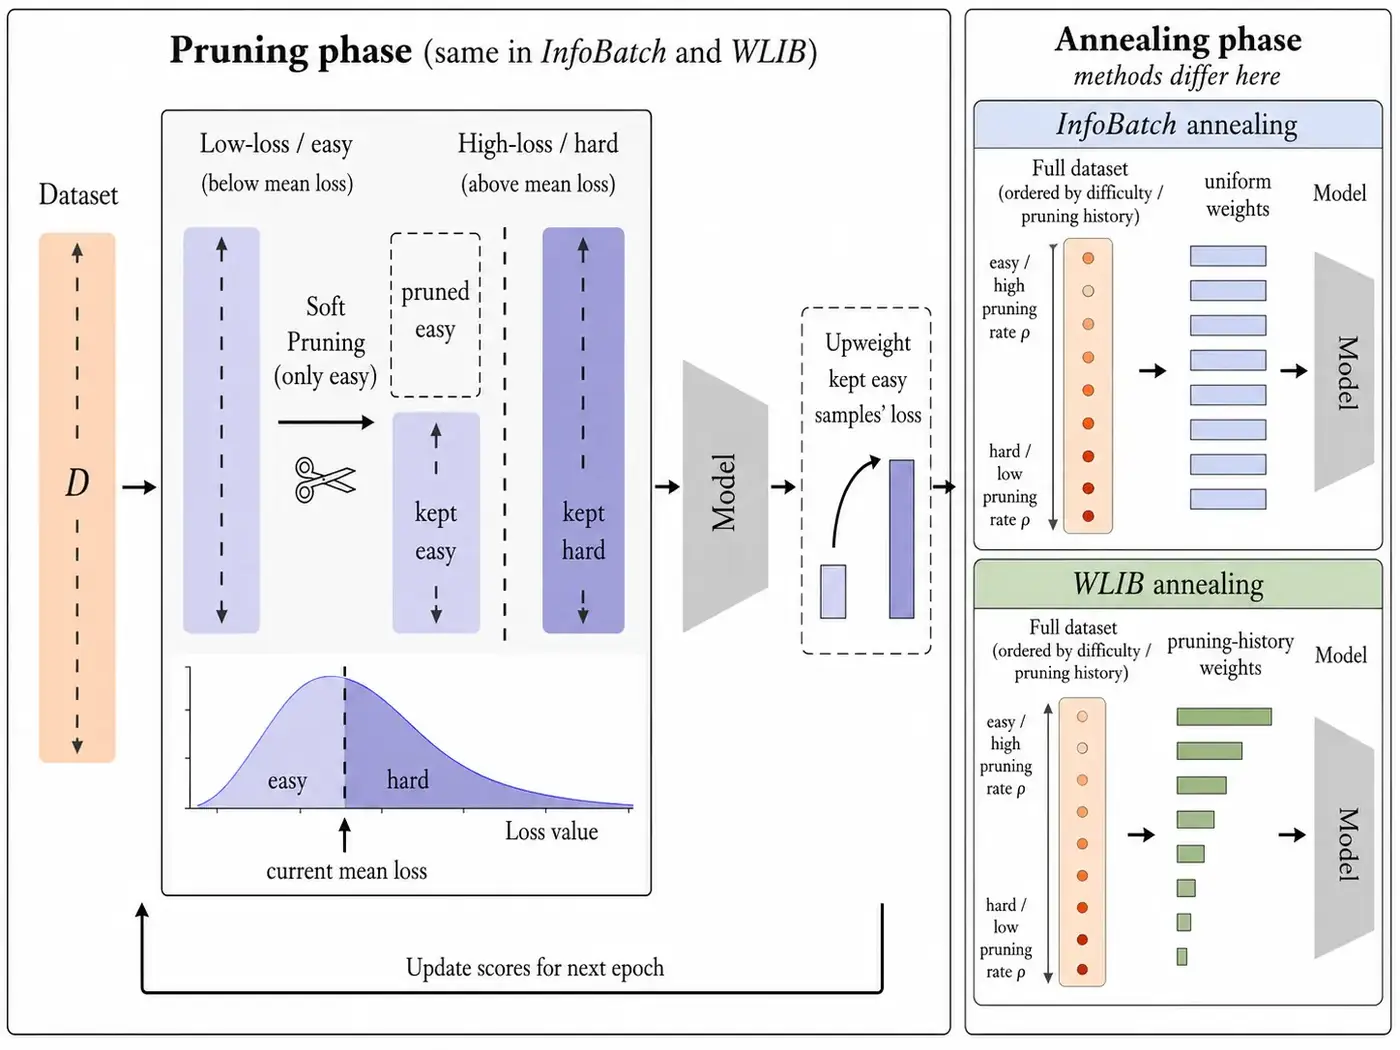 Pruning phase (same in InfoBatch and WLIB)
Dataset
D
Low-loss / easy
(below mean loss)
High-loss / hard
(above mean loss)
Soft
Pruning
(only easy)
pruned
easy
kept
easy
kept
hard
easy
hard
Loss value
current mean loss
Model
Upweight
kept easy
samples' loss
Update scores for next epoch
Annealing phase
methods differ here
InfoBatch annealing
Full dataset
(ordered by difficulty /
pruning history)
uniform
weights
Model
easy /
high
pruning
rate ρ
hard /
low
pruning
rate ρ
Model
WLIB annealing
Full dataset
(ordered by difficulty /
pruning history)
pruning-history
weights
Model
easy /
high
pruning
rate ρ
hard /
low
pruning
rate ρ
Model